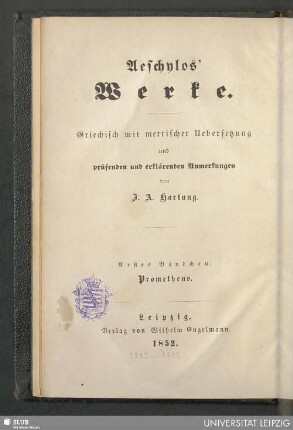 Aeschylos'
Werke.
Griechisch mit metrischer Uebersetzung
und
prüfenden und erklärenden Anmerkungen
von
J. A. Hartung.
Erstes Bändchen.
Prometheus.
Leipzig,
Verlag von Wilhelm Engelmann.
1852.
SLUB
UNIVERSITÄT LEIPZIG